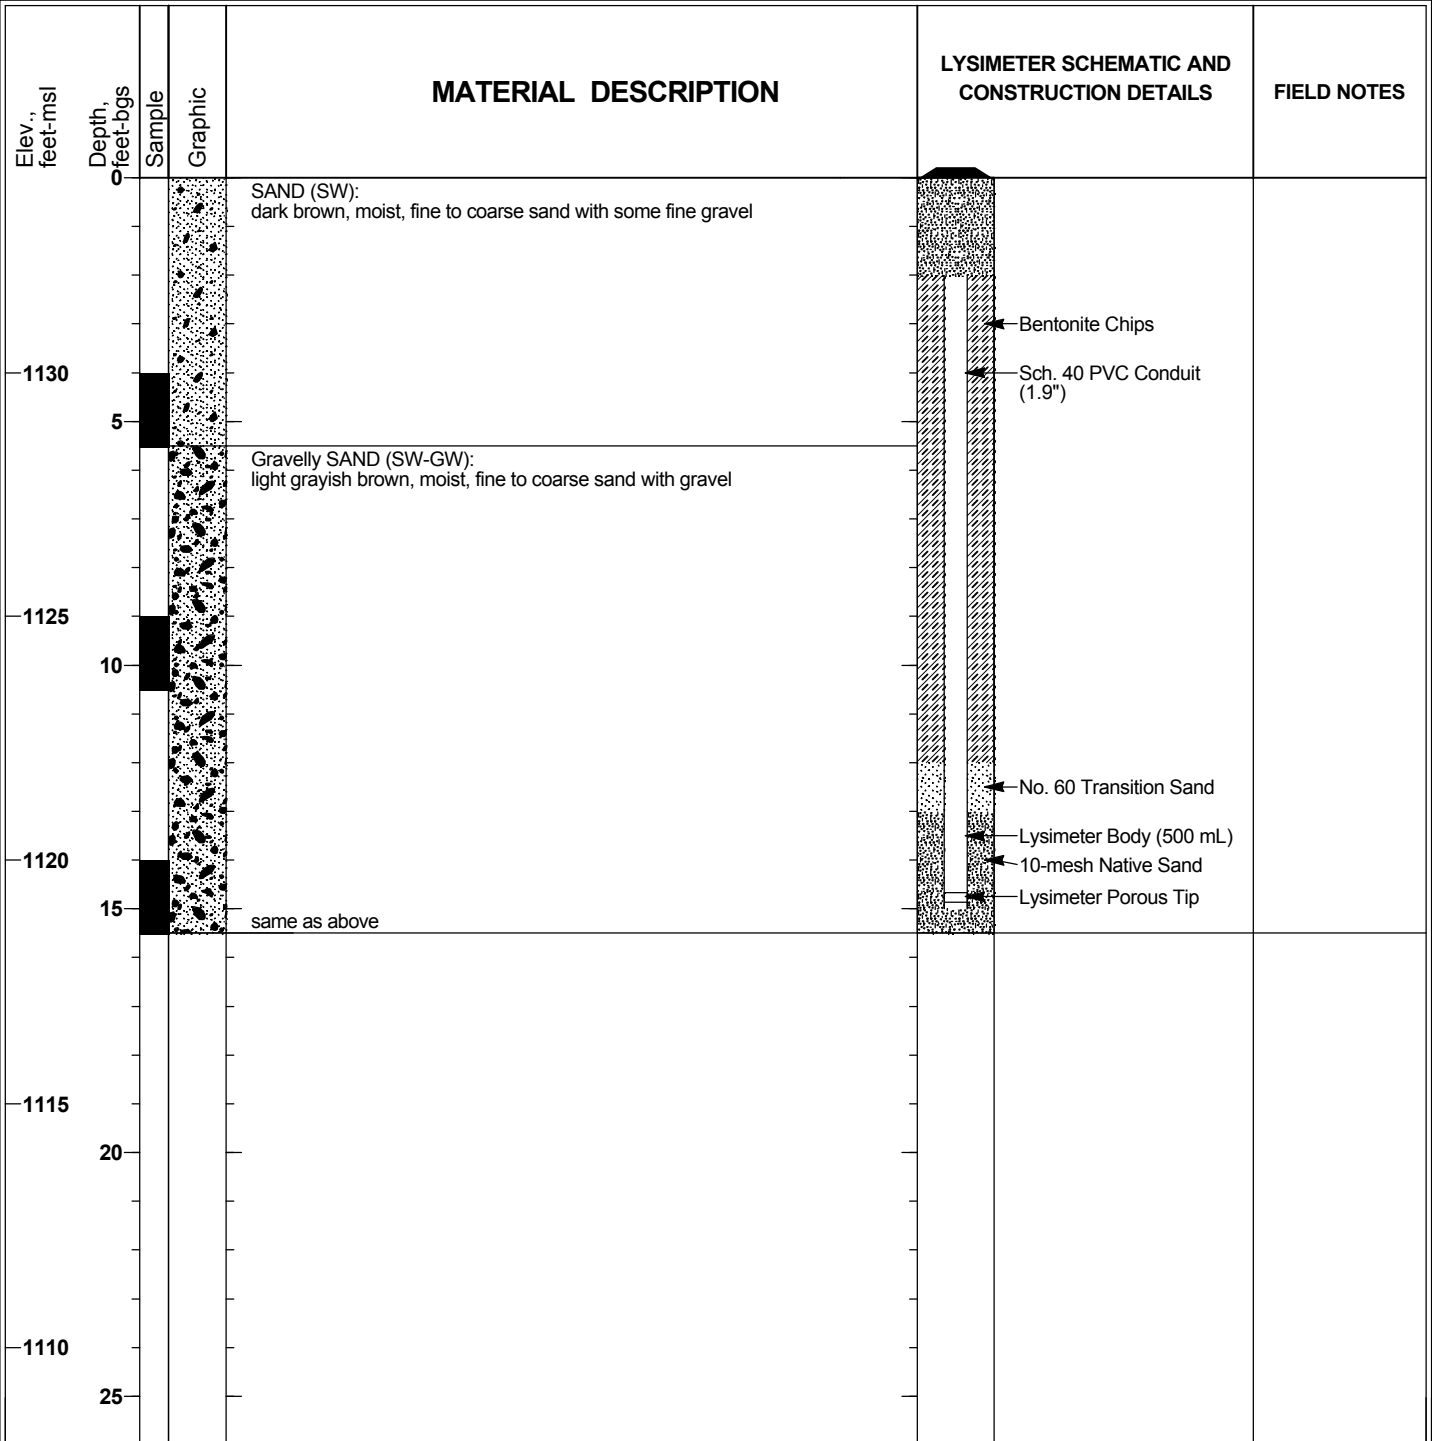 Elev.,
feet-msl
Depth,
feet-bgs
Sample
Graphic
MATERIAL DESCRIPTION
LYSIMETER SCHEMATIC AND
CONSTRUCTION DETAILS
FIELD NOTES
0
SAND (SW):
dark brown, moist, fine to coarse sand with some fine gravel
Bentonite Chips
1130
Sch. 40 PVC Conduit
(1.9")
5
Gravelly SAND (SW-GW):
light grayish brown, moist, fine to coarse sand with gravel
1125
10
No. 60 Transition Sand
Lysimeter Body (500 mL)
1120
10-mesh Native Sand
Lysimeter Porous Tip
15
same as above
1115
20
1110
25